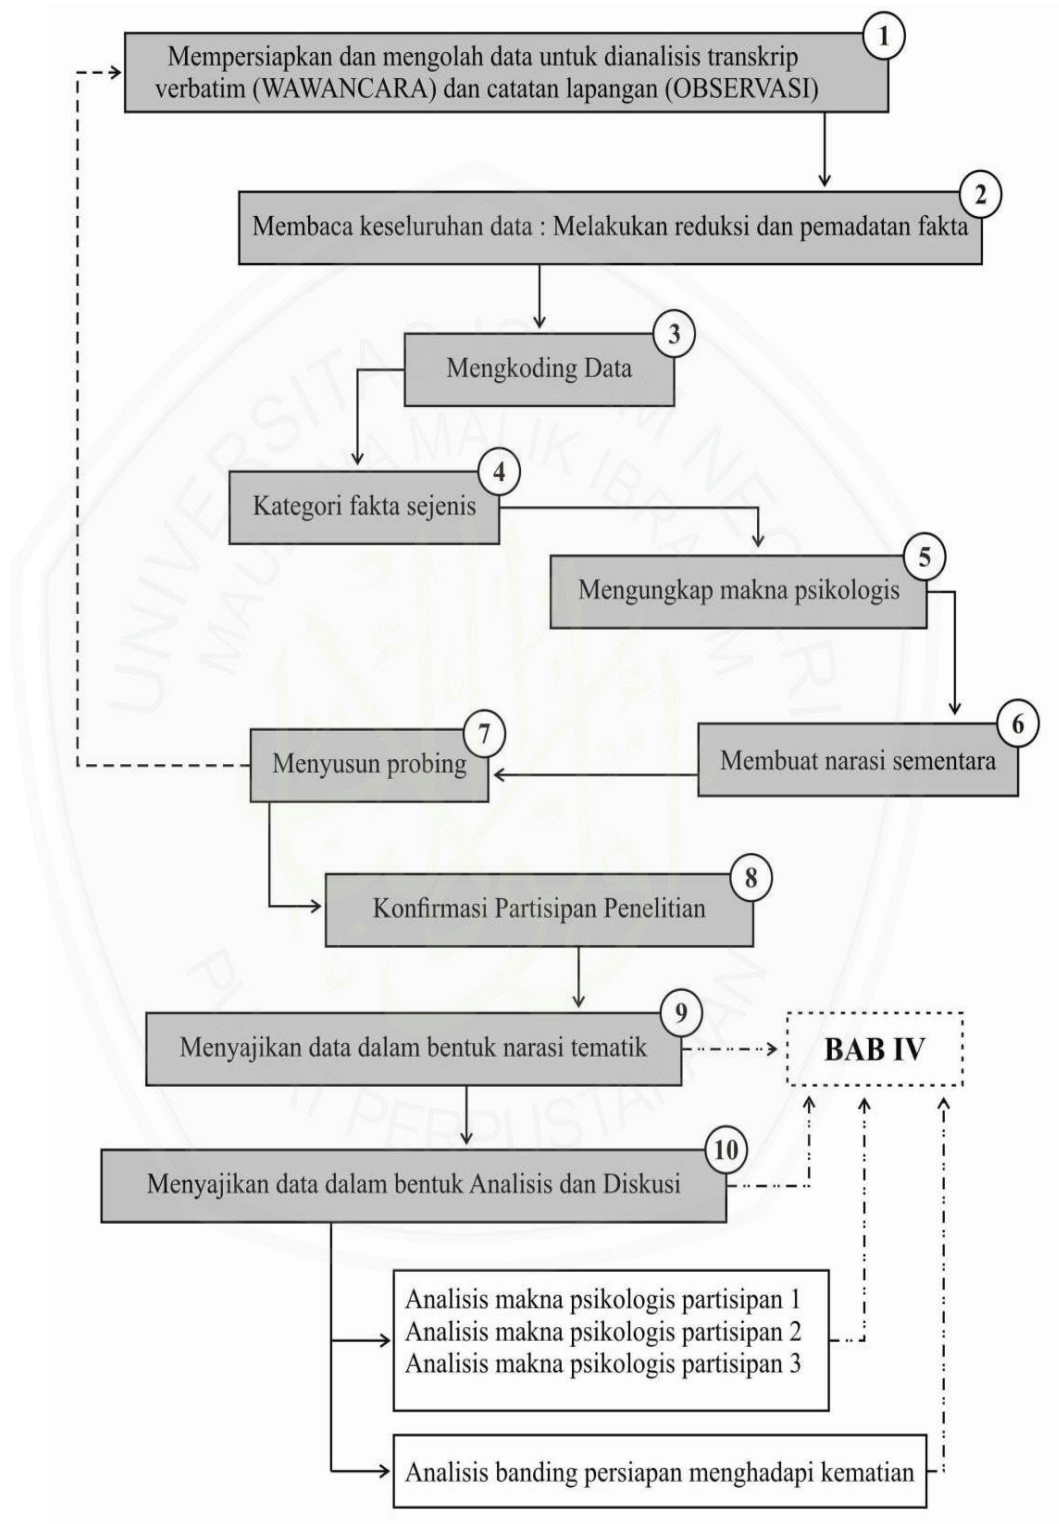 1
Mempersiapkan dan mengolah data untuk dianalisis transkrip
verbatim (WAWANCARA) dan catatan lapangan (OBSERVASI)
2
Membaca keseluruhan data : Melakukan reduksi dan pemadatan fakta
3
Mengkoding Data
4
Kategori fakta sejenis
5
Mengungkap makna psikologis
6
Membuat narasi sementara
7
Menyusun probing
8
Konfirmasi Partisipan Penelitian
9
Menyajikan data dalam bentuk narasi tematik
BAB IV
10
Menyajikan data dalam bentuk Analisis dan Diskusi
Analisis makna psikologis partisipan 1
Analisis makna psikologis partisipan 2
Analisis makna psikologis partisipan 3
Analisis banding persiapan menghadapi kematian